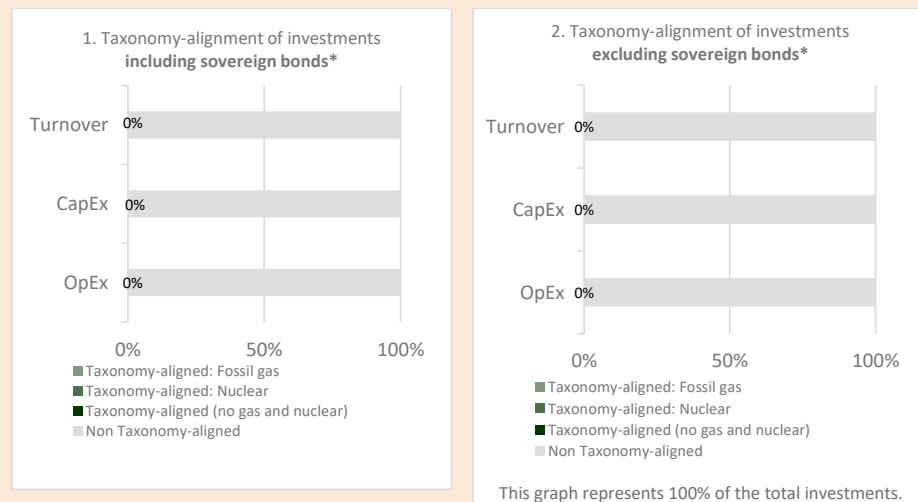 1. Taxonomy-alignment of investments
including sovereign bonds*
Turnover 0%
CapEx 0%
OpEx 0%
0% 50% 100%
Taxonomy-aligned: Fossil gas
Taxonomy-aligned: Nuclear
Taxonomy-aligned (no gas and nuclear)
Non Taxonomy-aligned
2. Taxonomy-alignment of investments
excluding sovereign bonds*
Turnover 0%
CapEx 0%
OpEx 0%
0% 50% 100%
Taxonomy-aligned: Fossil gas
Taxonomy-aligned: Nuclear
Taxonomy-aligned (no gas and nuclear)
Non Taxonomy-aligned
This graph represents 100% of the total investments.